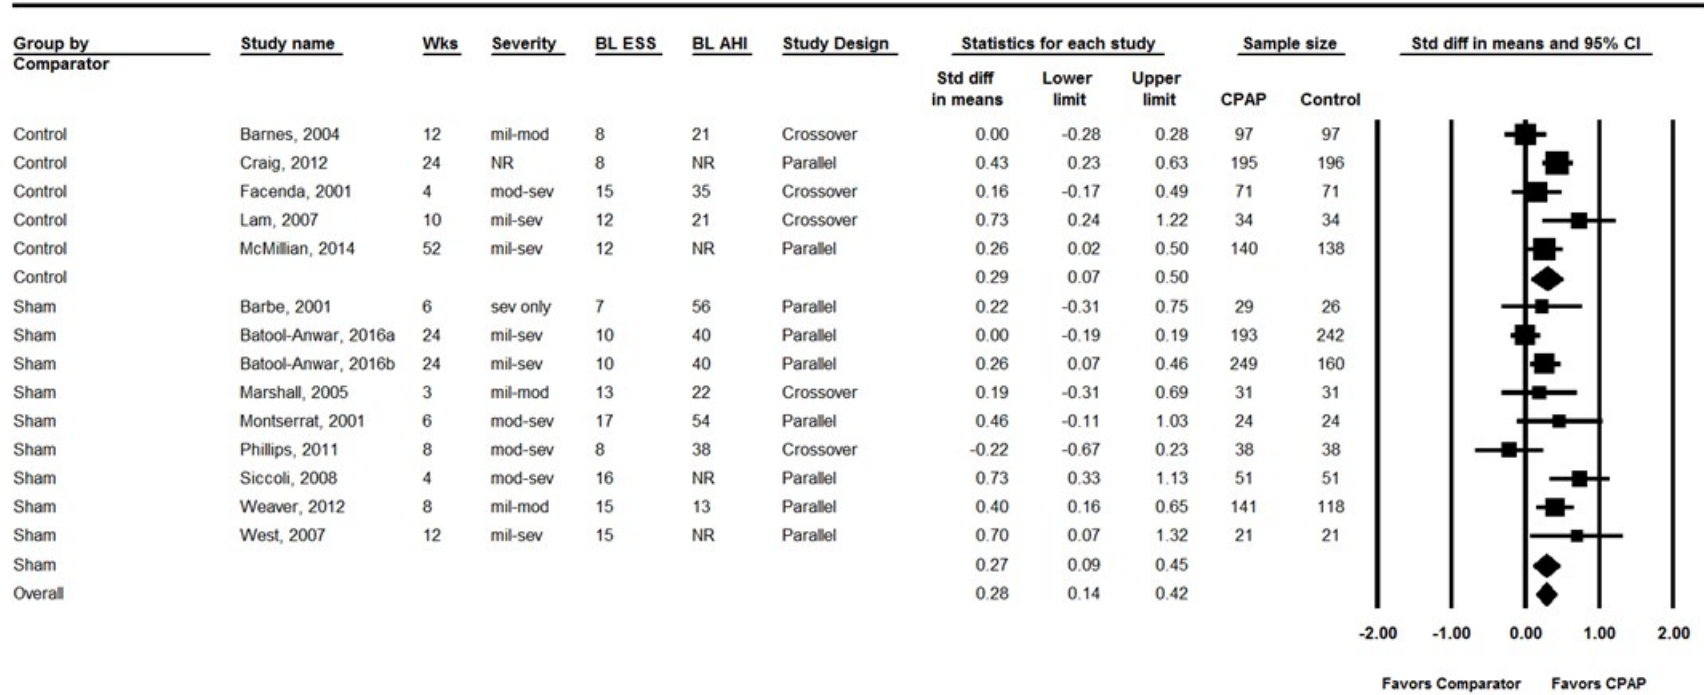 Group by Comparator Study name Wks Severity BL ESS BL AHI Study Design Statistics for each study Sample size Std diff in means and 95% CI
Std diff in means Lower limit Upper limit CPAP Control
Control Barnes, 2004 12 mil-mod 8 21 Crossover 0.00 -0.28 0.28 97 97
Control Craig, 2012 24 NR 8 NR Parallel 0.43 0.23 0.63 195 196
Control Facenda, 2001 4 mod-sev 15 35 Crossover 0.16 -0.17 0.49 71 71
Control Lam, 2007 10 mil-sev 12 21 Crossover 0.73 0.24 1.22 34 34
Control McMillian, 2014 52 mil-sev 12 NR Parallel 0.26 0.02 0.50 140 138
Control 0.29 0.07 0.50
Sham Barbe, 2001 6 sev only 7 56 Parallel 0.22 -0.31 0.75 29 26
Sham Batool-Anwar, 2016a 24 mil-sev 10 40 Parallel 0.00 -0.19 0.19 193 242
Sham Batool-Anwar, 2016b 24 mil-sev 10 40 Parallel 0.26 0.07 0.46 249 160
Sham Marshall, 2005 3 mil-mod 13 22 Crossover 0.19 -0.31 0.69 31 31
Sham Montserrat, 2001 6 mod-sev 17 54 Parallel 0.46 -0.11 1.03 24 24
Sham Phillips, 2011 8 mod-sev 8 38 Crossover -0.22 -0.67 0.23 38 38
Sham Siccoli, 2008 4 mod-sev 16 NR Parallel 0.73 0.33 1.13 51 51
Sham Weaver, 2012 8 mil-mod 15 13 Parallel 0.40 0.16 0.65 141 118
Sham West, 2007 12 mil-sev 15 NR Parallel 0.70 0.07 1.32 21 21
Sham 0.27 0.09 0.45
Overall 0.28 0.14 0.42
-2.00 -1.00 0.00 1.00 2.00
Favors Comparator Favors CPAP